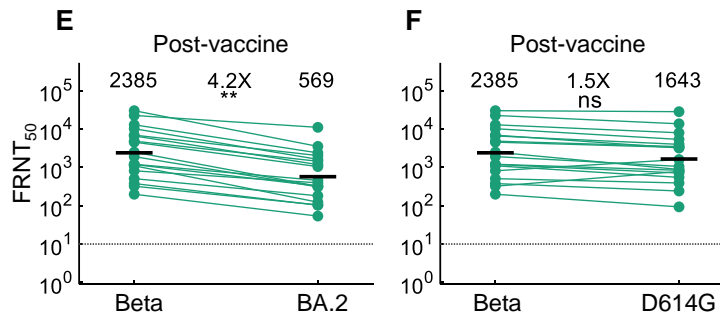 E
Post-vaccine
2385 4.2X 569
**
FRNT50
10^5
10^4
10^3
10^2
10^1
10^0
Beta BA.2
F
Post-vaccine
2385 1.5X 1643
ns
10^5
10^4
10^3
10^2
10^1
10^0
Beta D614G